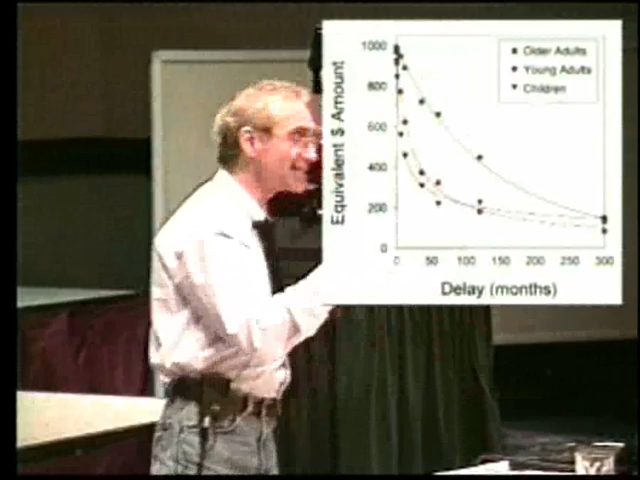 Equivalent $ Amount
1000
800
600
400
200
0
Older Adults
Young Adults
Children
0 50 100 150 200 250 300
Delay (months)